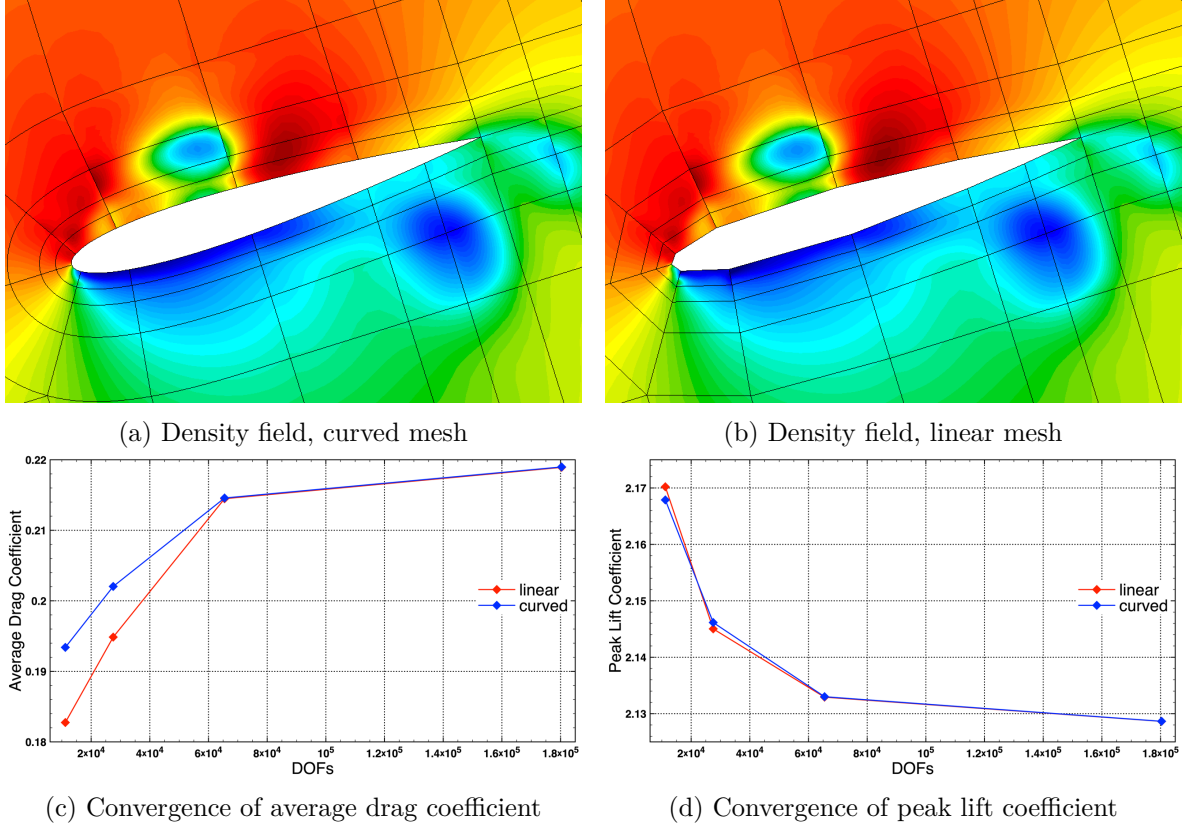 (a) Density field, curved mesh
(b) Density field, linear mesh
0.22
0.21
0.2
0.19
0.18
Average Drag Coefficient
linear
curved
2×10⁴ 4×10⁴ 6×10⁴ 8×10⁴ 10⁵ 1.2×10⁵ 1.4×10⁵ 1.6×10⁵ 1.8×10⁵
DOFs
(c) Convergence of average drag coefficient
2.17
2.16
2.15
2.14
2.13
Peak Lift Coefficient
linear
curved
2×10⁴ 4×10⁴ 6×10⁴ 8×10⁴ 10⁵ 1.2×10⁵ 1.4×10⁵ 1.6×10⁵ 1.8×10⁵
DOFs
(d) Convergence of peak lift coefficient